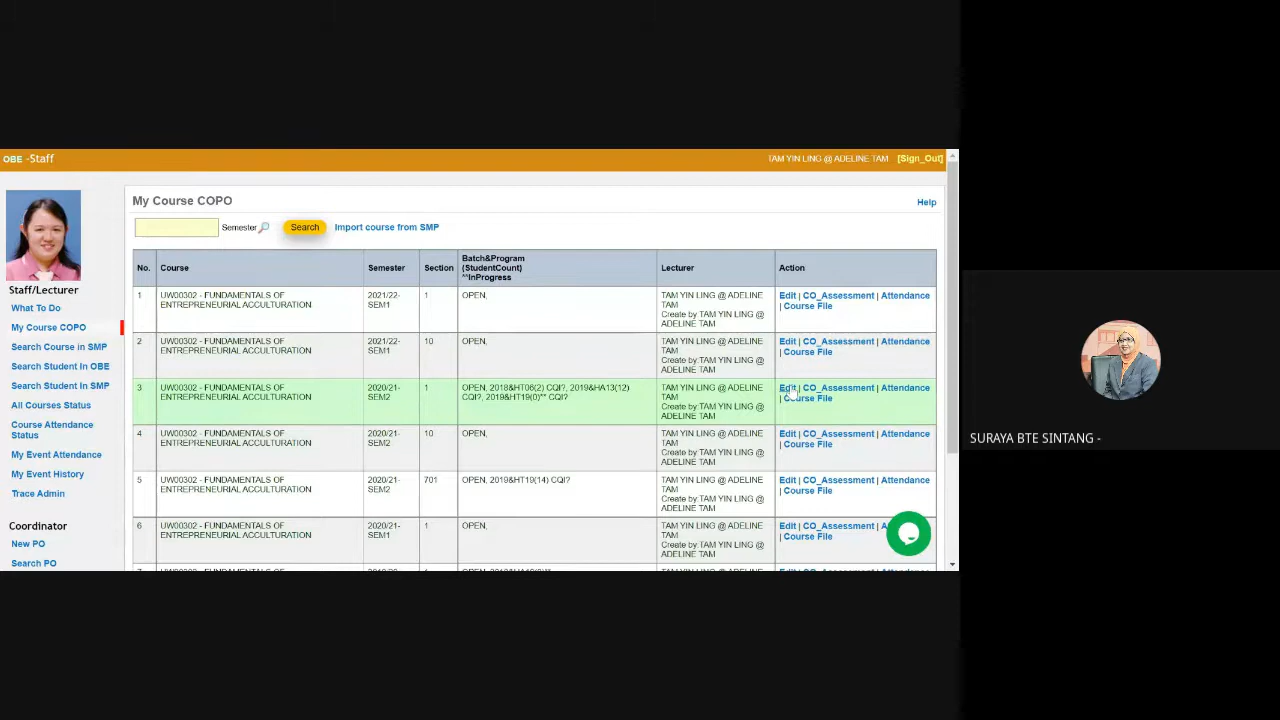 OBE -Staff TAM YIN LING @ ADELINE TAM [Sign_Out]
My Course COPO
Help
Semester Search Import course from SMP
Staff/Lecturer
What To Do
My Course COPO
Search Course in SMP
Search Student In OBE
Search Student In SMP
All Courses Status
Course Attendance
Status
My Event Attendance
My Event History
Trace Admin
Coordinator
New PO
Search PO
No. Course Semester Section Batch&Program
(StudentCount)
**InProgress Lecturer Action
1 UW00302 - FUNDAMENTALS OF
ENTREPRENEURIAL ACCULTURATION
2021/22-
SEM1
1
OPEN,
TAM YIN LING @ ADELINE
TAM
Create by:TAM YIN LING @
ADELINE TAM
Edit | CO_Assessment | Attendance
| Course File
2 UW00302 - FUNDAMENTALS OF
ENTREPRENEURIAL ACCULTURATION
2021/22-
SEM1
10
OPEN,
TAM YIN LING @ ADELINE
TAM
Create by:TAM YIN LING @
ADELINE TAM
Edit | CO_Assessment | Attendance
| Course File
3 UW00302 - FUNDAMENTALS OF
ENTREPRENEURIAL ACCULTURATION
2020/21-
SEM2
1
OPEN, 2018&HT06(2) CQI?, 2019&HA13(12)
CQI?, 2019&HT19(0)** CQI?
TAM YIN LING @ ADELINE
TAM
Create by:TAM YIN LING @
ADELINE TAM
Edit | CO_Assessment | Attendance
| Course File
4 UW00302 - FUNDAMENTALS OF
ENTREPRENEURIAL ACCULTURATION
2020/21-
SEM2
10
OPEN,
TAM YIN LING @ ADELINE
TAM
Create by:TAM YIN LING @
ADELINE TAM
Edit | CO_Assessment | Attendance
| Course File
5 UW00302 - FUNDAMENTALS OF
ENTREPRENEURIAL ACCULTURATION
2020/21-
SEM2
701
OPEN, 2019&HT19(14) CQI?
TAM YIN LING @ ADELINE
TAM
Create by:TAM YIN LING @
ADELINE TAM
Edit | CO_Assessment | Attendance
| Course File
6 UW00302 - FUNDAMENTALS OF
ENTREPRENEURIAL ACCULTURATION
2020/21-
SEM1
1
OPEN,
TAM YIN LING @ ADELINE
TAM
Create by:TAM YIN LING @
ADELINE TAM
Edit | CO_Assessment |
| Course File
SURAYA BTE SINTANG -